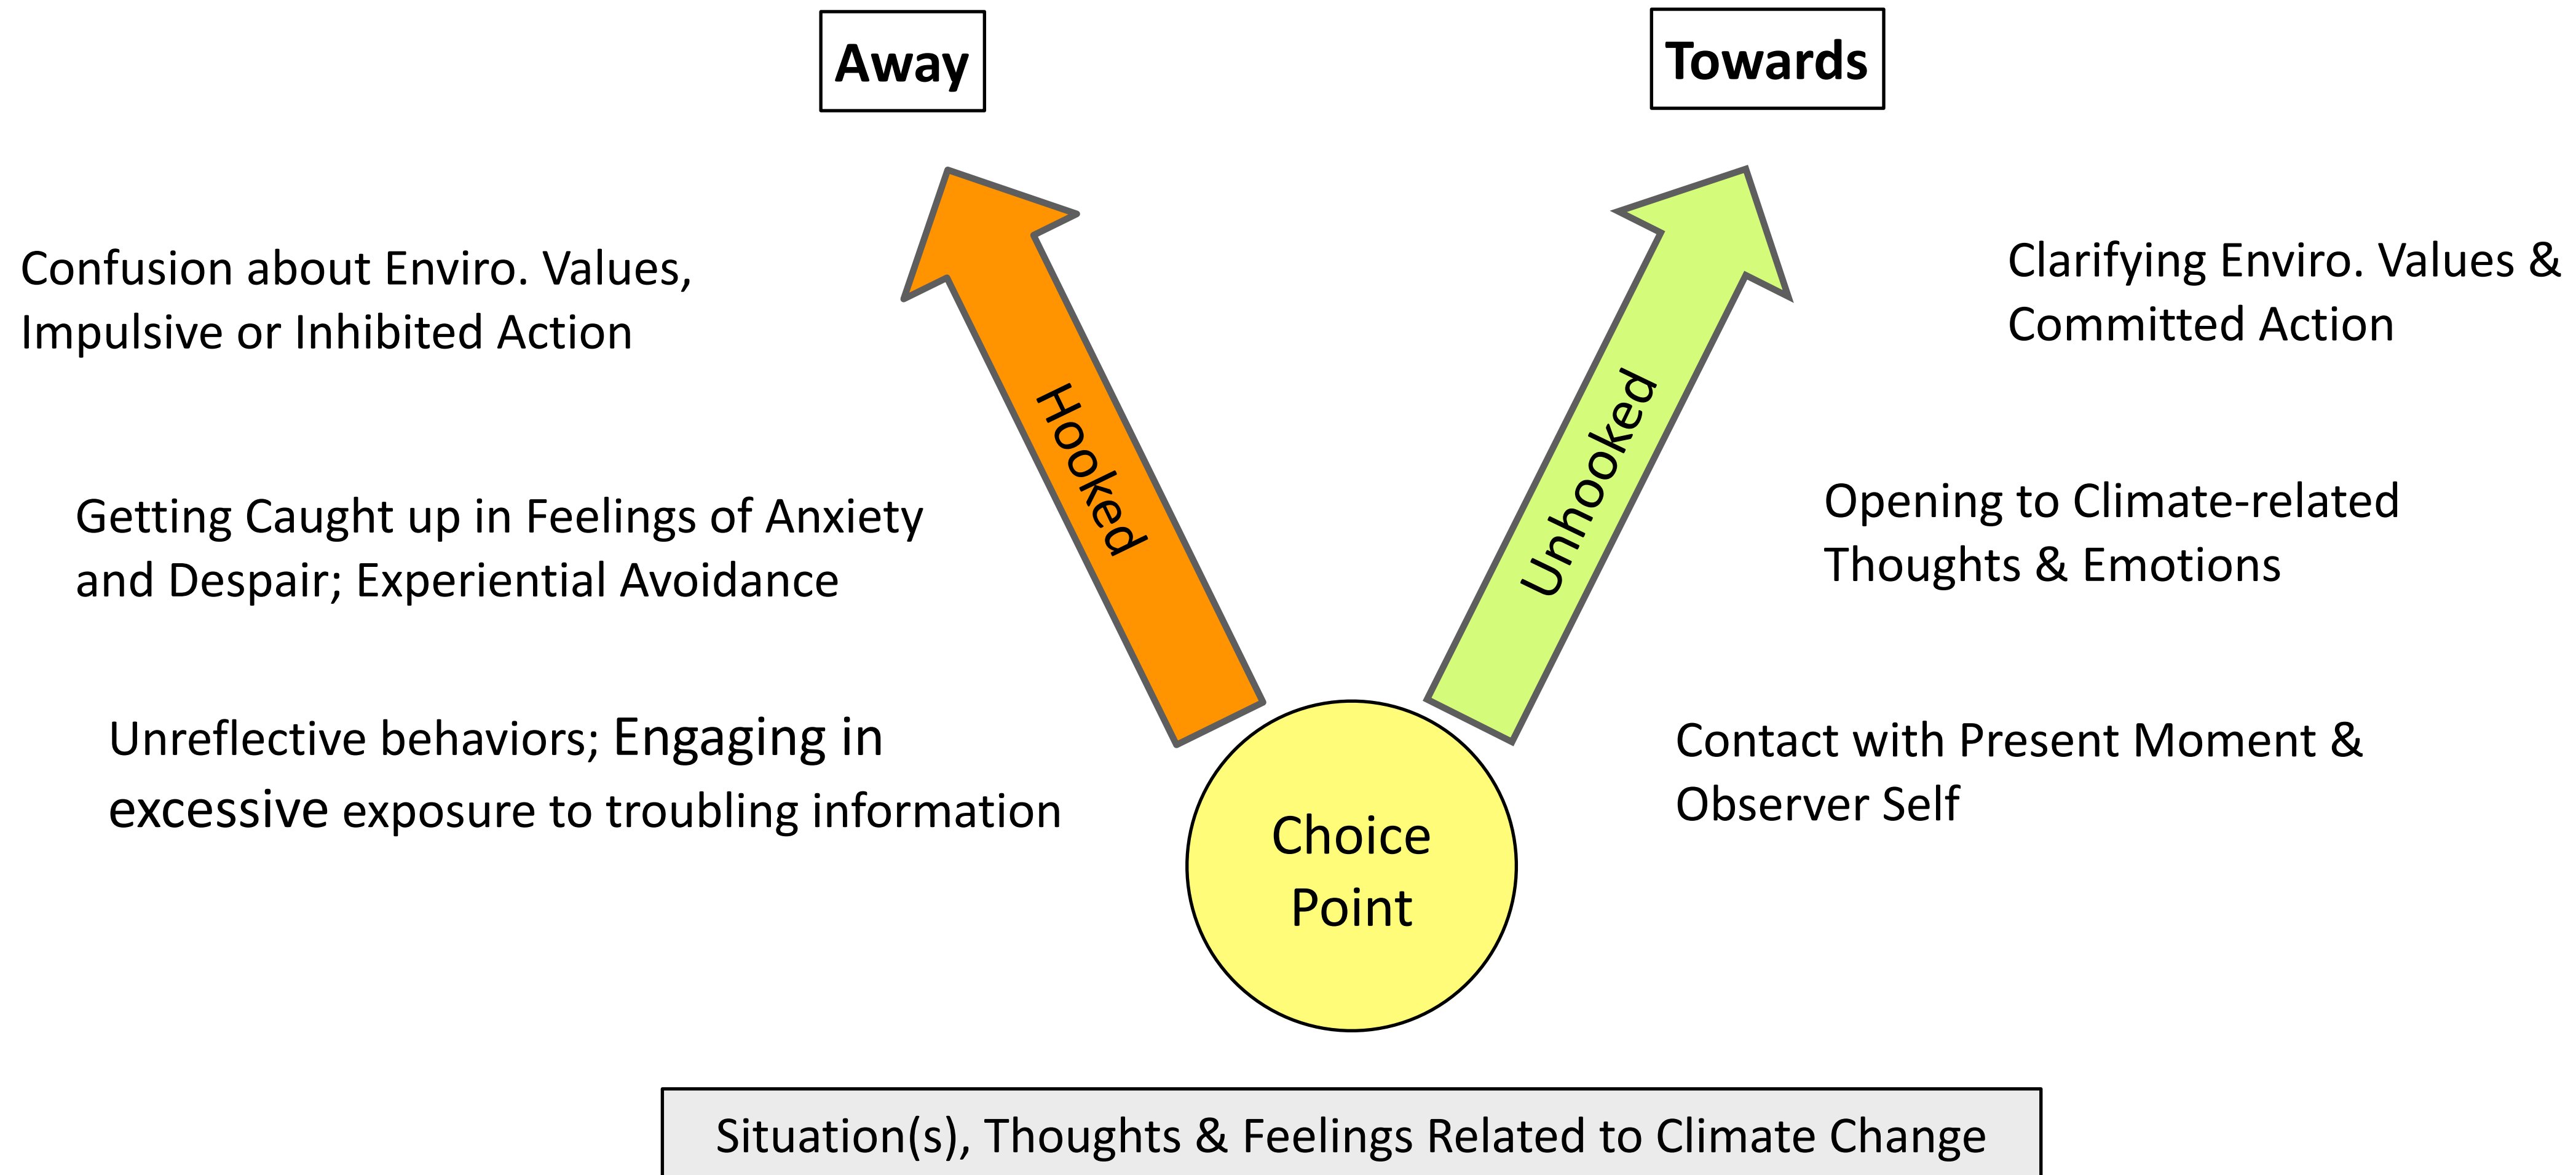 Away
Towards
Confusion about Enviro. Values,
Impulsive or Inhibited Action
Getting Caught up in Feelings of Anxiety
and Despair; Experiential Avoidance
Unreflective behaviors; Engaging in
excessive exposure to troubling information
Hooked
Unhooked
Clarifying Enviro. Values &
Committed Action
Opening to Climate-related
Thoughts & Emotions
Contact with Present Moment &
Observer Self
Choice
Point
Situation(s), Thoughts & Feelings Related to Climate Change